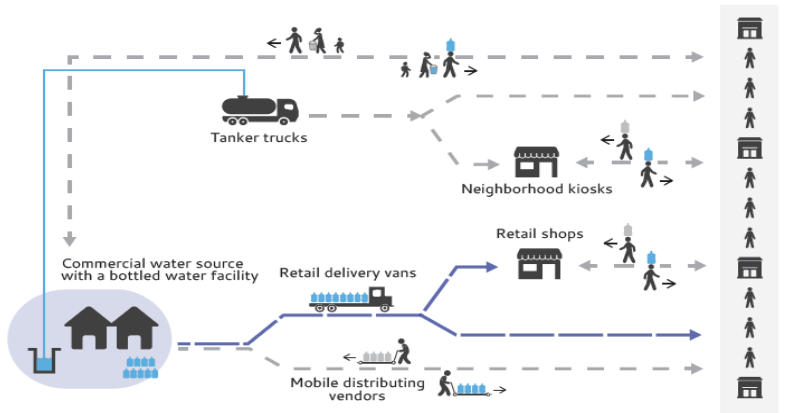 Tanker trucks
Neighborhood kiosks
Retail shops
Commercial water source
with a bottled water facility
Retail delivery vans
Mobile distributing
vendors